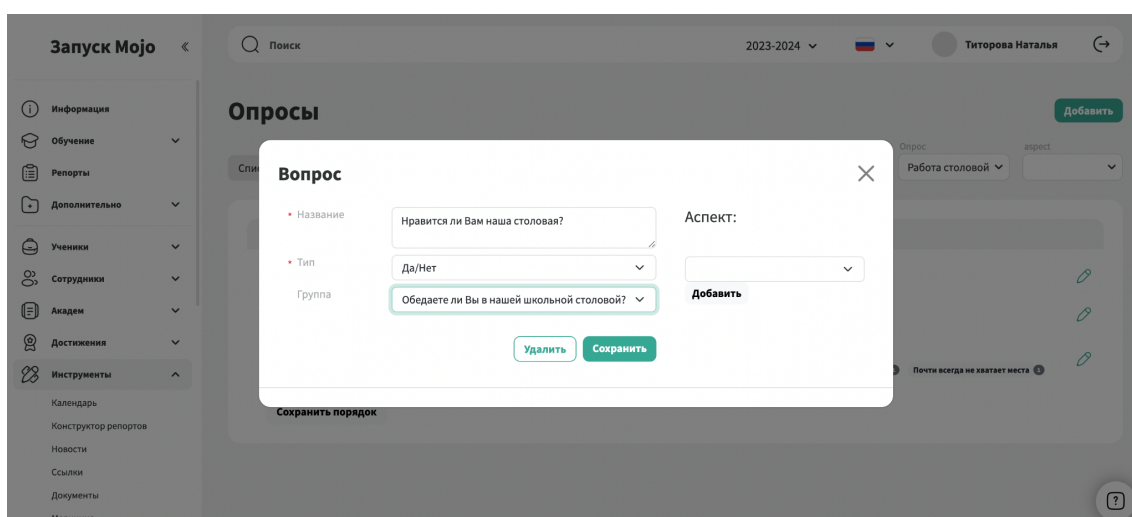 Запуск Mojo «
Поиск
2023-2024
Титорова Наталья
Информация
Обучение
Репорты
Дополнительно
Ученики
Сотрудники
Академ
Достижения
Инструменты
Календарь
Конструктор репортов
Новости
Ссылки
Документы
Опросы
Добавить
Опрос
aspect
Работа столовой
Вопрос
• Название
Нравится ли Вам наша столовая?
Аспект:
• Тип
Да/Нет
Группа
Обедаете ли Вы в нашей школьной столовой?
Добавить
Удалить
Сохранить
Почти всегда не хватает места
Сохранить порядок
?